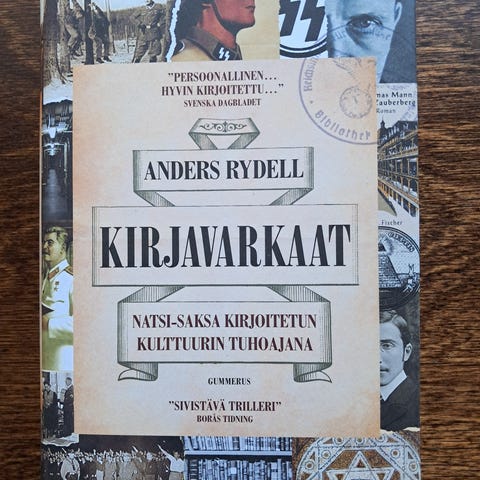 "PERSOONALLINEN...
HYVIN KIRJOITETTU..."
SVENSKA DAGBLADET
ANDERS RYDELL
KIRJAVARKAAT
NATSI-SAKSA KIRJOITETUN
KULTTUURIN TUHOAJANA
GUMMERUS
"SIVISTÄVÄ TRILLERI"
BORÅS TIDNING
Bibliothek
mas Mann
Zauberberg
Roman
Fischer